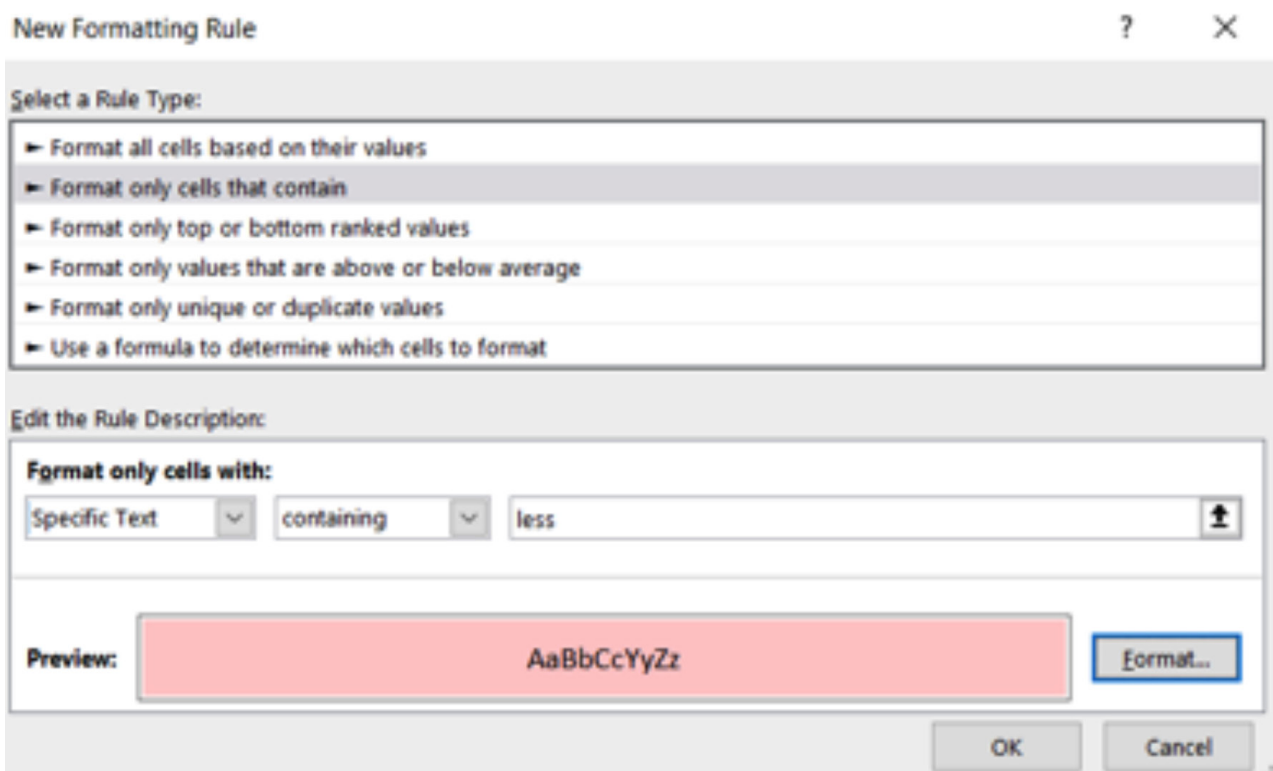 New Formatting Rule ?
Select a Rule Type:
► Format all cells based on their values
► Format only cells that contain
► Format only top or bottom ranked values
► Format only values that are above or below average
► Format only unique or duplicate values
► Use a formula to determine which cells to format
Edit the Rule Description:
Format only cells with:
Specific Text containing less
Preview: AaBbCcYyZz Format...
OK Cancel